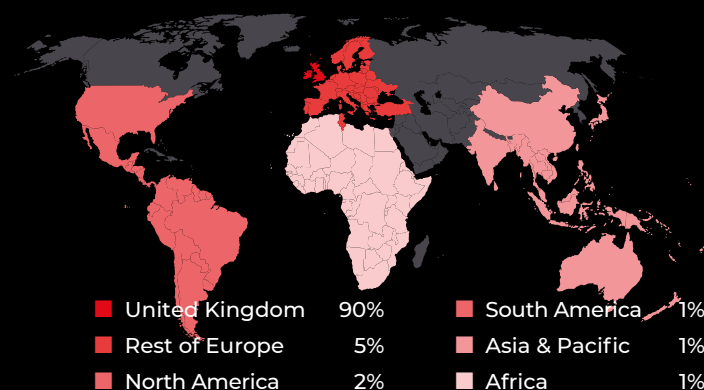 United Kingdom 90%
Rest of Europe 5%
North America 2%
South America 1%
Asia & Pacific 1%
Africa 1%